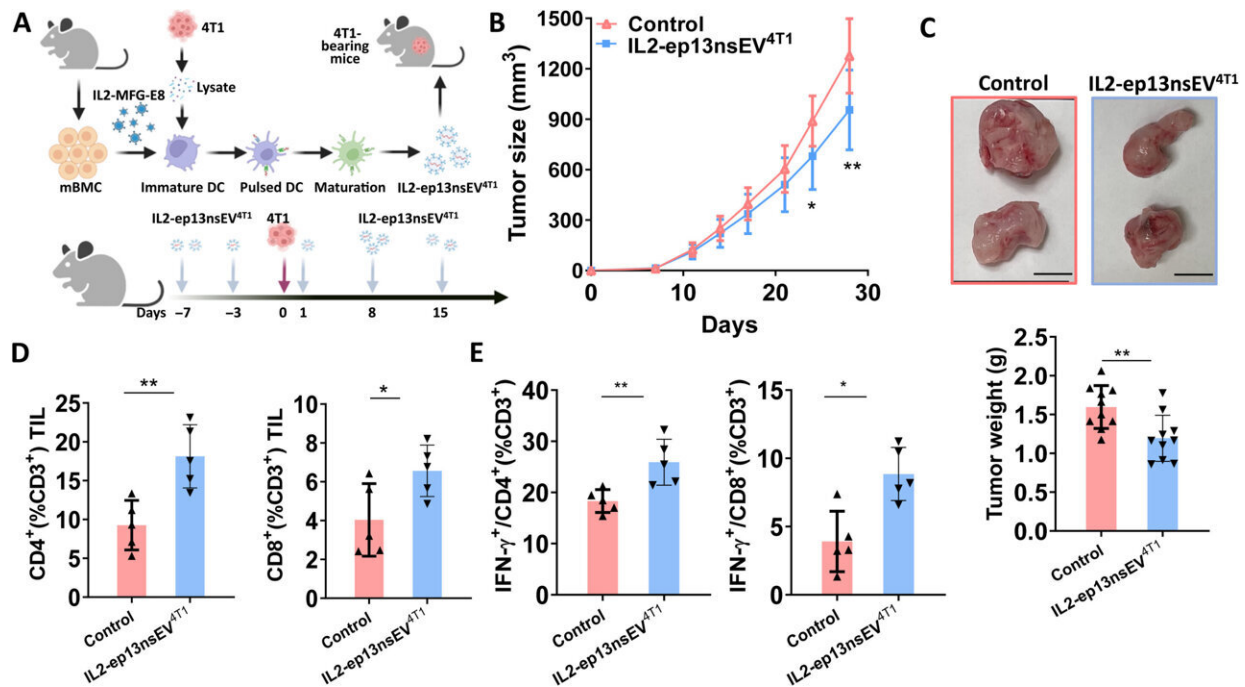 A
4T1
4T1-
bearing
mice
Lysate
IL2-MFG-E8
mBMC
Immature DC
Pulsed DC
Maturation
IL2-ep13nsEV4T1
IL2-ep13nsEV4T1
4T1
IL2-ep13nsEV4T1
Days
–7
–3
0
1
8
15
B
Control
IL2-ep13nsEV4T1
Tumor size (mm3)
1500
1200
900
600
300
0
*
**
0
10
20
30
Days
C
Control
IL2-ep13nsEV4T1
Tumor weight (g)
2.5
2.0
1.5
1.0
0.5
0.0
**
Control
IL2-ep13nsEV4T1
D
CD4+(%CD3+) TIL
25
20
15
10
5
0
**
Control
IL2-ep13nsEV4T1
CD8+(%CD3+) TIL
10
8
6
4
2
0
*
Control
IL2-ep13nsEV4T1
E
IFN-γ+/CD4+(%CD3+)
40
30
20
10
0
**
Control
IL2-ep13nsEV4T1
IFN-γ+/CD8+(%CD3+)
15
10
5
0
*
Control
IL2-ep13nsEV4T1